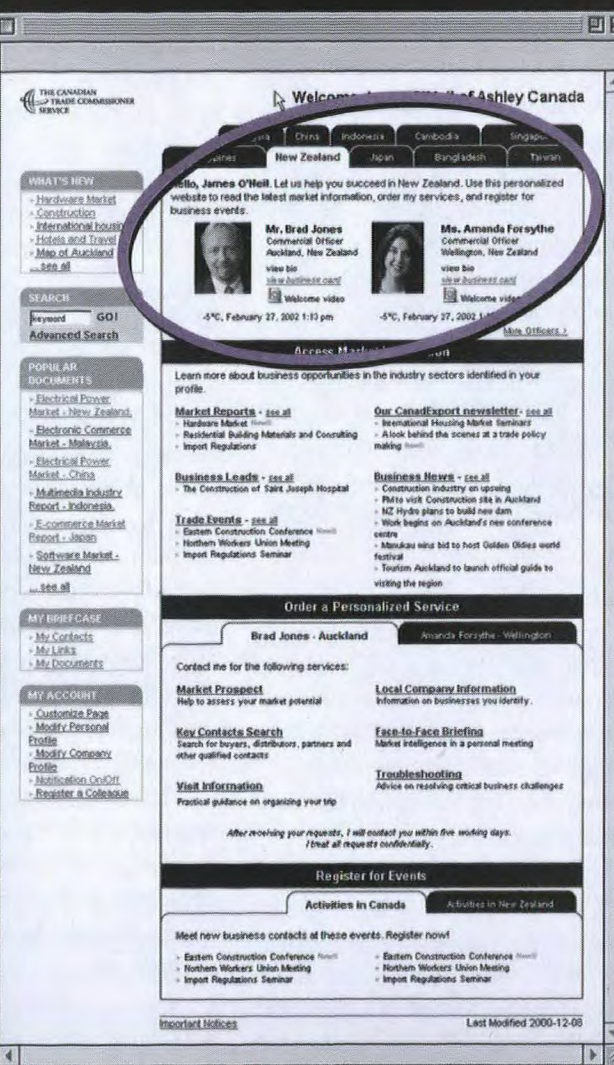 THE CANADIAN
TRADE COMMISSIONER
SERVICE
Ashley Canada
China Indonesia Cambodia
New Zealand Japan Bangladesh Taiwan
Hello, James O'Neil. Let us help you succeed in New Zealand. Use this personalized
website to read the latest market information, order my services, and register for
business events.
Mr. Brad Jones
Commercial Officer
Auckland, New Zealand
view bio
view business card
Welcome video
-5°C, February 27, 2002 1:13 pm
Ms. Amanda Forsythe
Commercial Officer
Wellington, New Zealand
view bio
view business card
Welcome video
-5°C, February 27, 2002
More Officers >
WHAT'S NEW
Hardware Market
Construction
International housing
Hotels and Travel
Map of Auckland
... see all
SEARCH
keyword GO!
Advanced Search
POPULAR
DOCUMENTS
Electrical Power
Market - New Zealand.
Electronic Commerce
Market - Malaysia.
Electrical Power
Market - China
Multimedia Industry
Report - Indonesia.
E-commerce Market
Report - Japan
Software Market -
New Zealand
... see all
MY BRIEFCASE
My Contacts
My Links
My Documents
MY ACCOUNT
Customize Page
Modify Personal
Profile
Modify Company
Profile
Notification On/Off
Register a Colleague
Access
Learn more about business opportunities in the industry sectors identified in your
profile.
Market Reports - see all
Hardware Market New!!
Residential Building Materials and Consulting
Import Regulations
Business Leads - see all
The Construction of Saint Joseph Hospital
Trade Events - see all
Eastern Construction Conference New!!
Northern Workers Union Meeting
Import Regulations Seminar
Our CanadExport newsletter - see all
International Housing Market Seminars
A look behind the scenes at a trade policy
making New!!
Business News - see all
Construction industry on upswing
PM to visit Construction site in Auckland
NZ Hydro plans to build new dam
Work begins on Auckland's new conference
centre
Manukau wins bid to host Golden Oldies world
festival
Tourism Auckland to launch official guide to
visiting the region
Order a Personalized Service
Brad Jones - Auckland Amanda Forsythe - Wellington
Contact me for the following services:
Market Prospect
Help to assess your market potential
Key Contacts Search
Search for buyers, distributors, partners and
other qualified contacts
Visit Information
Practical guidance on organizing your trip
Local Company Information
Information on businesses you identify.
Face-to-Face Briefing
Market intelligence in a personal meeting
Troubleshooting
Advice on resolving critical business challenges
After receiving your requests, I will contact you within five working days.
I treat all requests confidentially.
Register for Events
Activities in Canada Activities in New Zealand
Meet new business contacts at these events. Register now!
Eastern Construction Conference New!!
Northern Workers Union Meeting
Import Regulations Seminar
Eastern Construction Conference New!!
Northern Workers Union Meeting
Import Regulations Seminar
Important Notices Last Modified 2000-12-08